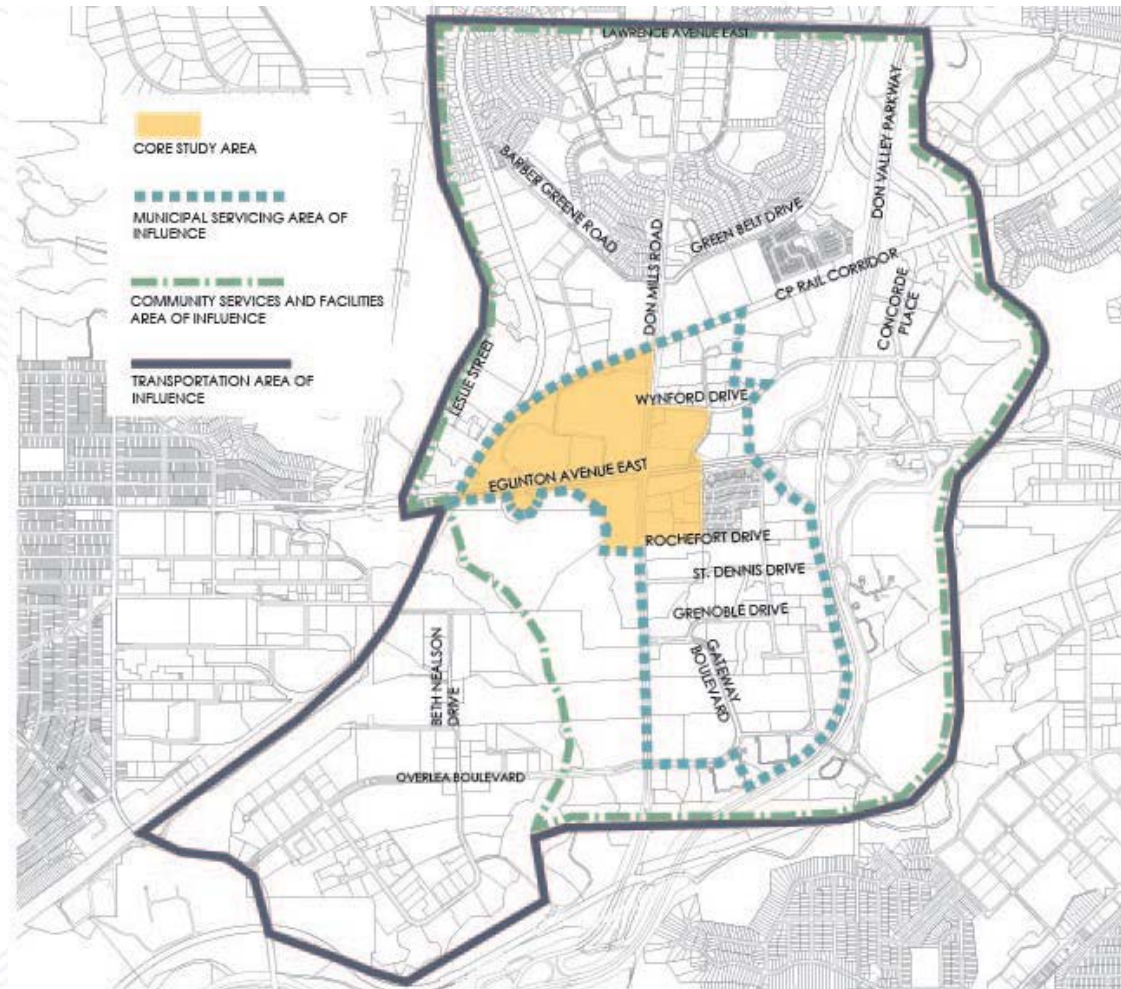 LAWRENCE AVENUE EAST
CORE STUDY AREA
MUNICIPAL SERVICING AREA OF
INFLUENCE
COMMUNITY SERVICES AND FACILITIES
AREA OF INFLUENCE
TRANSPORTATION AREA OF
INFLUENCE
DON VALLEY PARKWAY
BARBER GREENE ROAD
GREEN BELT DRIVE
DON MILLS ROAD
CP RAIL CORRIDOR
CONCORDE
PLACE
LESLIE STREET
WYNFORD DRIVE
EGLINTON AVENUE EAST
ROCHEFORT DRIVE
ST. DENNIS DRIVE
GRENOBLE DRIVE
GATEWAY
BOULEVARD
BETH NEALSON
DRIVE
OVERLEA BOULEVARD